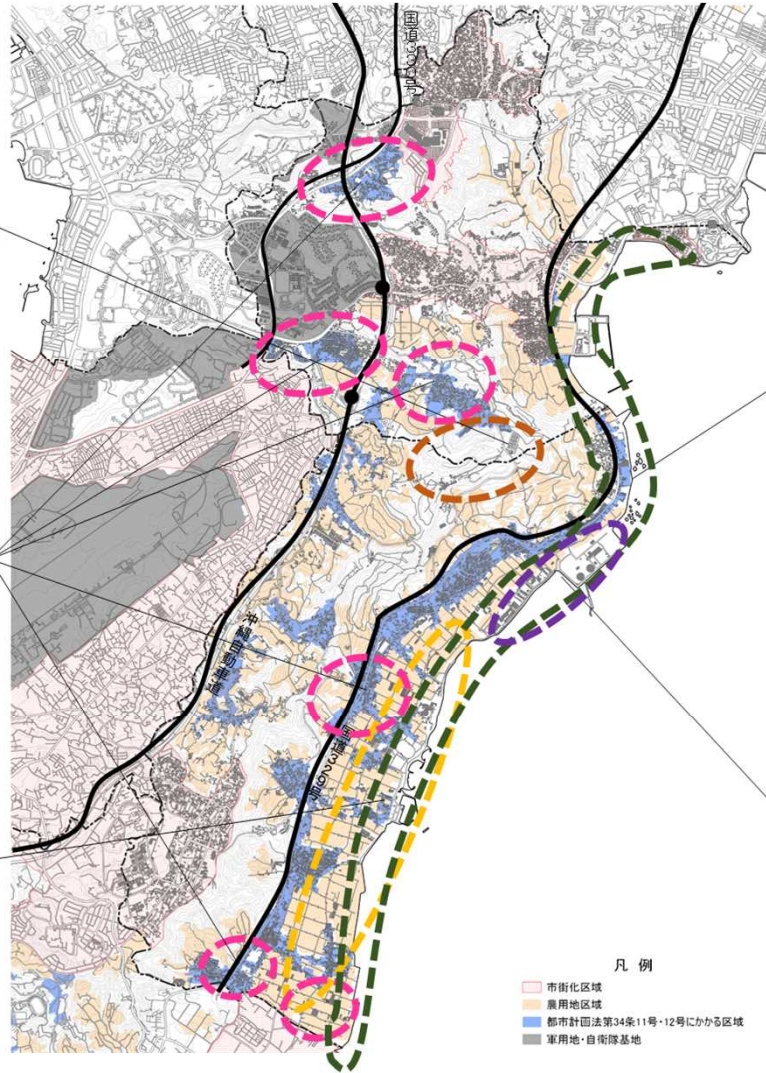 国道330号
沖縄自動車道
国道329号
凡 例
市街化区域
農用地区域
都市計画法第34条11号・12号にかかる区域
軍用地・自衛隊基地